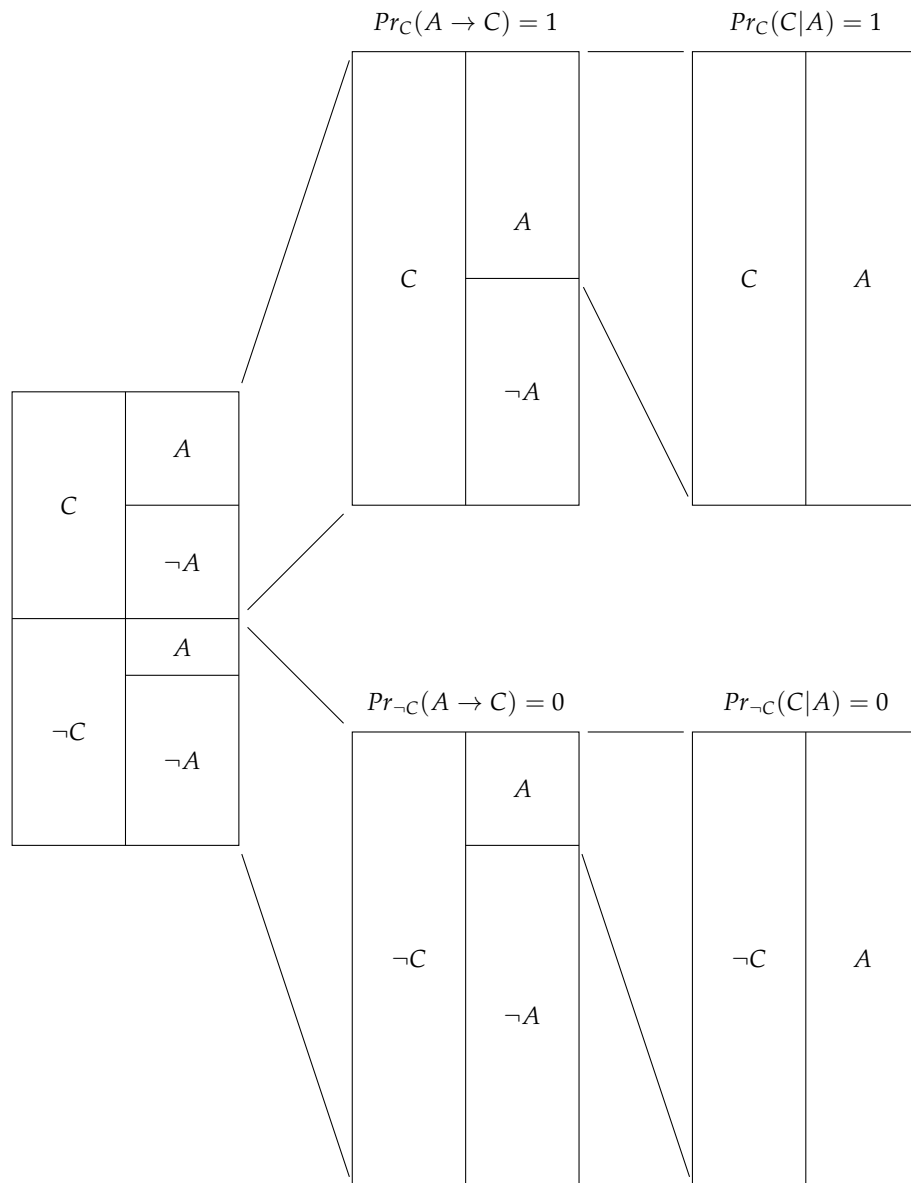 Pr_C(A → C) = 1 Pr_C(C|A) = 1
A
C C A
¬A
A
C
¬A
A
Pr_{¬C}(A → C) = 0 Pr_{¬C}(C|A) = 0
¬C
¬A
A
¬C ¬C A
¬A